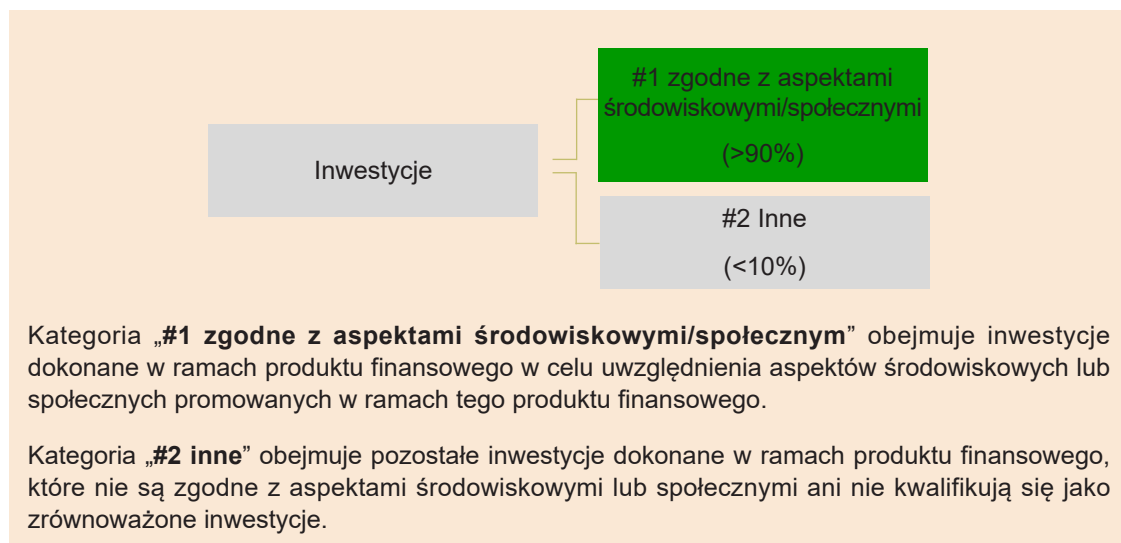 #1 zgodne z aspektami
środowiskowymi/społecznymi
(>90%)
Inwestycje
#2 Inne
(<10%)
Kategoria „#1 zgodne z aspektami środowiskowymi/społecznym” obejmuje inwestycje
dokonane w ramach produktu finansowego w celu uwzględnienia aspektów środowiskowych lub
społecznych promowanych w ramach tego produktu finansowego.
Kategoria „#2 inne” obejmuje pozostałe inwestycje dokonane w ramach produktu finansowego,
które nie są zgodne z aspektami środowiskowymi lub społecznymi ani nie kwalifikują się jako
zrównoważone inwestycje.